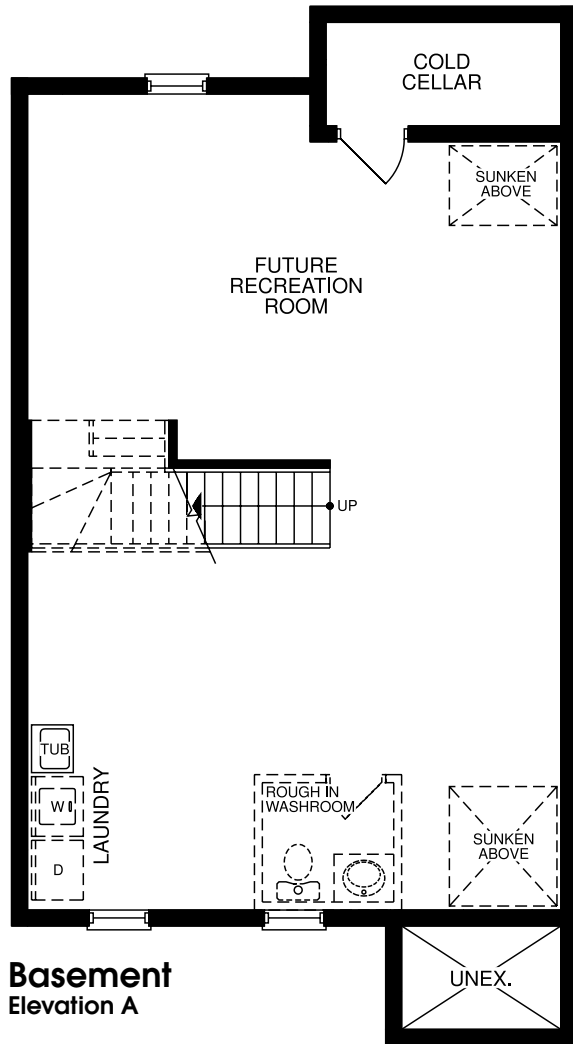 COLD
CELLAR
SUNKEN
ABOVE
FUTURE
RECREATION
ROOM
UP
TUB
W
D
LAUNDRY
ROUGH IN
WASHROOM
SUNKEN
ABOVE
UNEX.
Basement
Elevation A